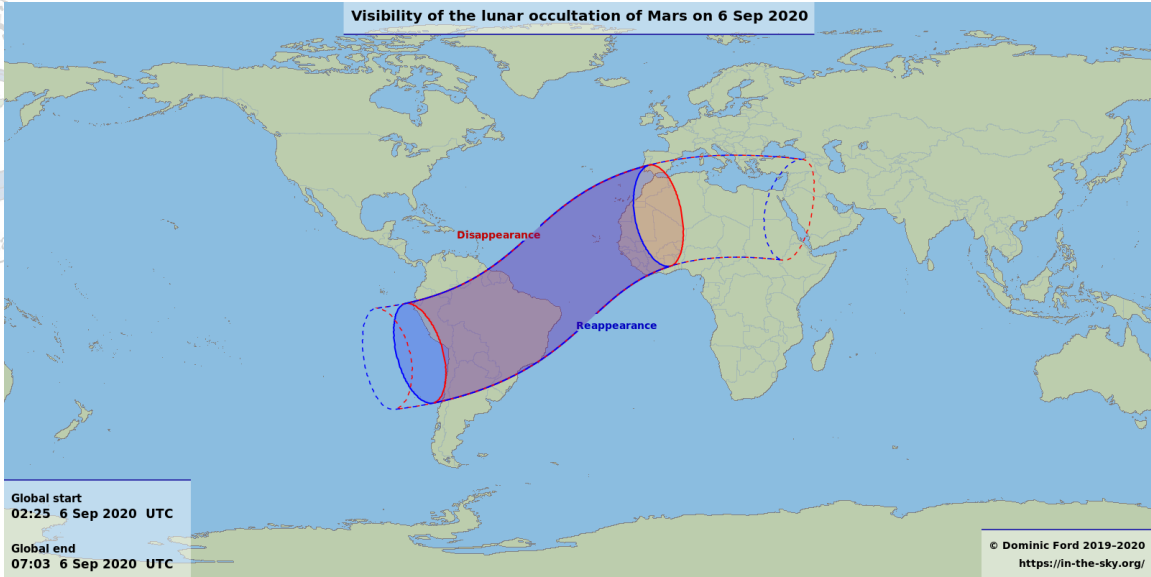 Visibility of the lunar occultation of Mars on 6 Sep 2020
Disappearance
Reappearance
Global start
02:25 6 Sep 2020 UTC
Global end
07:03 6 Sep 2020 UTC
© Dominic Ford 2019–2020
https://in-the-sky.org/